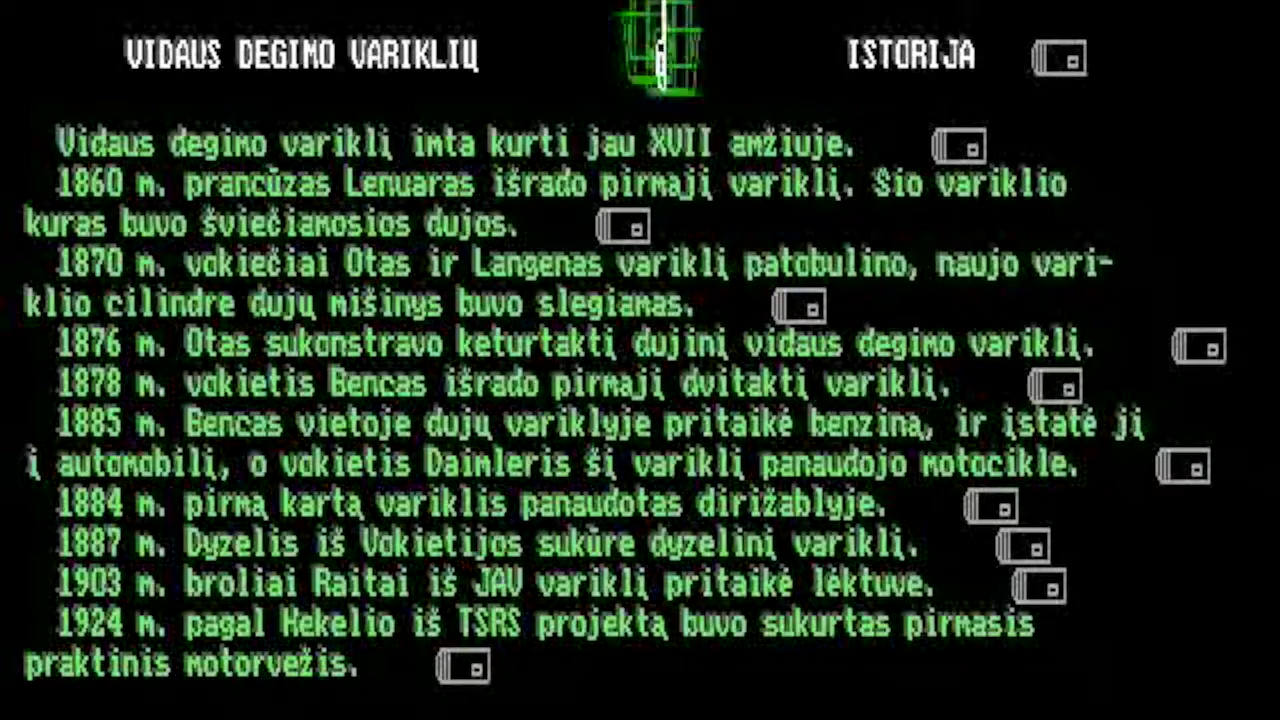 VIDAUS DEGIMO VARIKLIŲ ISTORIJA
Vidaus degimo variklį imta kurti jau XVII amžiuje.
1860 m. prancūzas Lenuaras išrado pirmąjį variklį. Šio variklio
kuras buvo šviečiamosios dujos.
1870 m. vokiečiai Otas ir Langenas variklį patobulino, naujo vari-
klio cilindre dujų mišinys buvo slegiamas.
1876 m. Otas sukonstravo keturtaktį dujinį vidaus degimo variklį.
1878 m. vokietis Bencas išrado pirmąjį dvitaktį variklį.
1885 m. Bencas vietoje dujų variklyje pritaikė benziną, ir įstatė jį
į automobilį, o vokietis Daimleris šį variklį panaudojo motocikle.
1884 m. pirmą kartą variklis panaudotas dirižablyje.
1887 m. Dyzelis iš Vokietijos sukūrė dyzelinį variklį.
1903 m. broliai Raitai iš JAV variklį pritaikė lėktuve.
1924 m. pagal Hekelio iš TSRS projektą buvo sukurtas pirmasis
praktinis motorvežis.